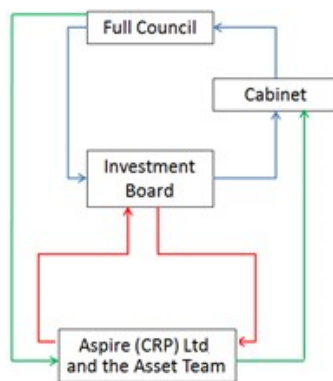 Full Council
Cabinet
Investment
Board
Aspire (CRP) Ltd
and the Asset Team